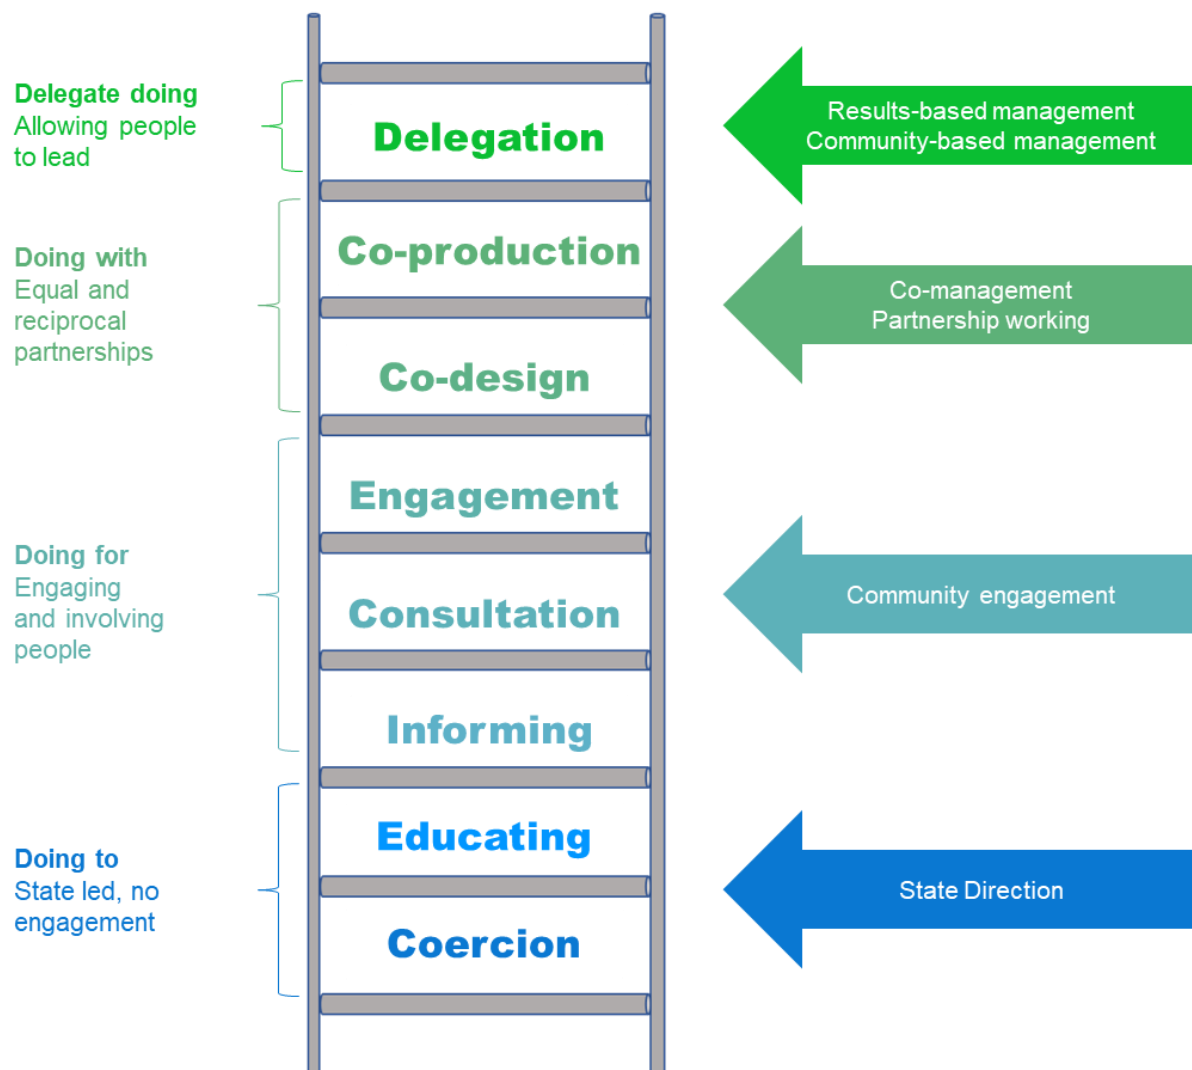 Delegate doing
Allowing people
to lead
Delegation
Results-based management
Community-based management
Doing with
Equal and
reciprocal
partnerships
Co-production
Co-design
Co-management
Partnership working
Doing for
Engaging
and involving
people
Engagement
Consultation
Informing
Community engagement
Doing to
State led, no
engagement
Educating
Coercion
State Direction